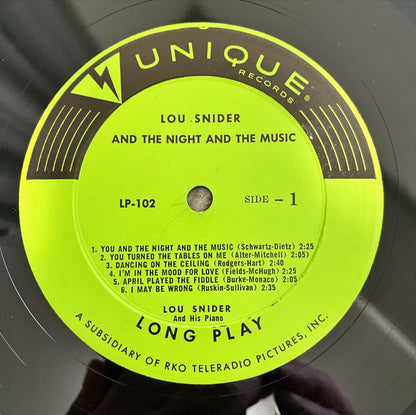 UNIQUE®
RECORDS
LOU SNIDER
AND THE NIGHT AND THE MUSIC
LP-102
SIDE - 1
1. YOU AND THE NIGHT AND THE MUSIC (Schwartz-Dietz) 2:25
2. YOU TURNED THE TABLES ON ME (Alter-Mitchell) 2:05)
3. DANCING ON THE CEILING (Rodgers-Hart) 2:40
4. I'M IN THE MOOD FOR LOVE (Fields-McHugh) 2:25
5. APRIL PLAYED THE FIDDLE (Burke-Monaco) 2:25
6. I MAY BE WRONG (Ruskin-Sullivan) 2:35
LOU SNIDER
And His Piano
LONG PLAY
A SUBSIDIARY OF RKO TELERADIO PICTURES, INC.